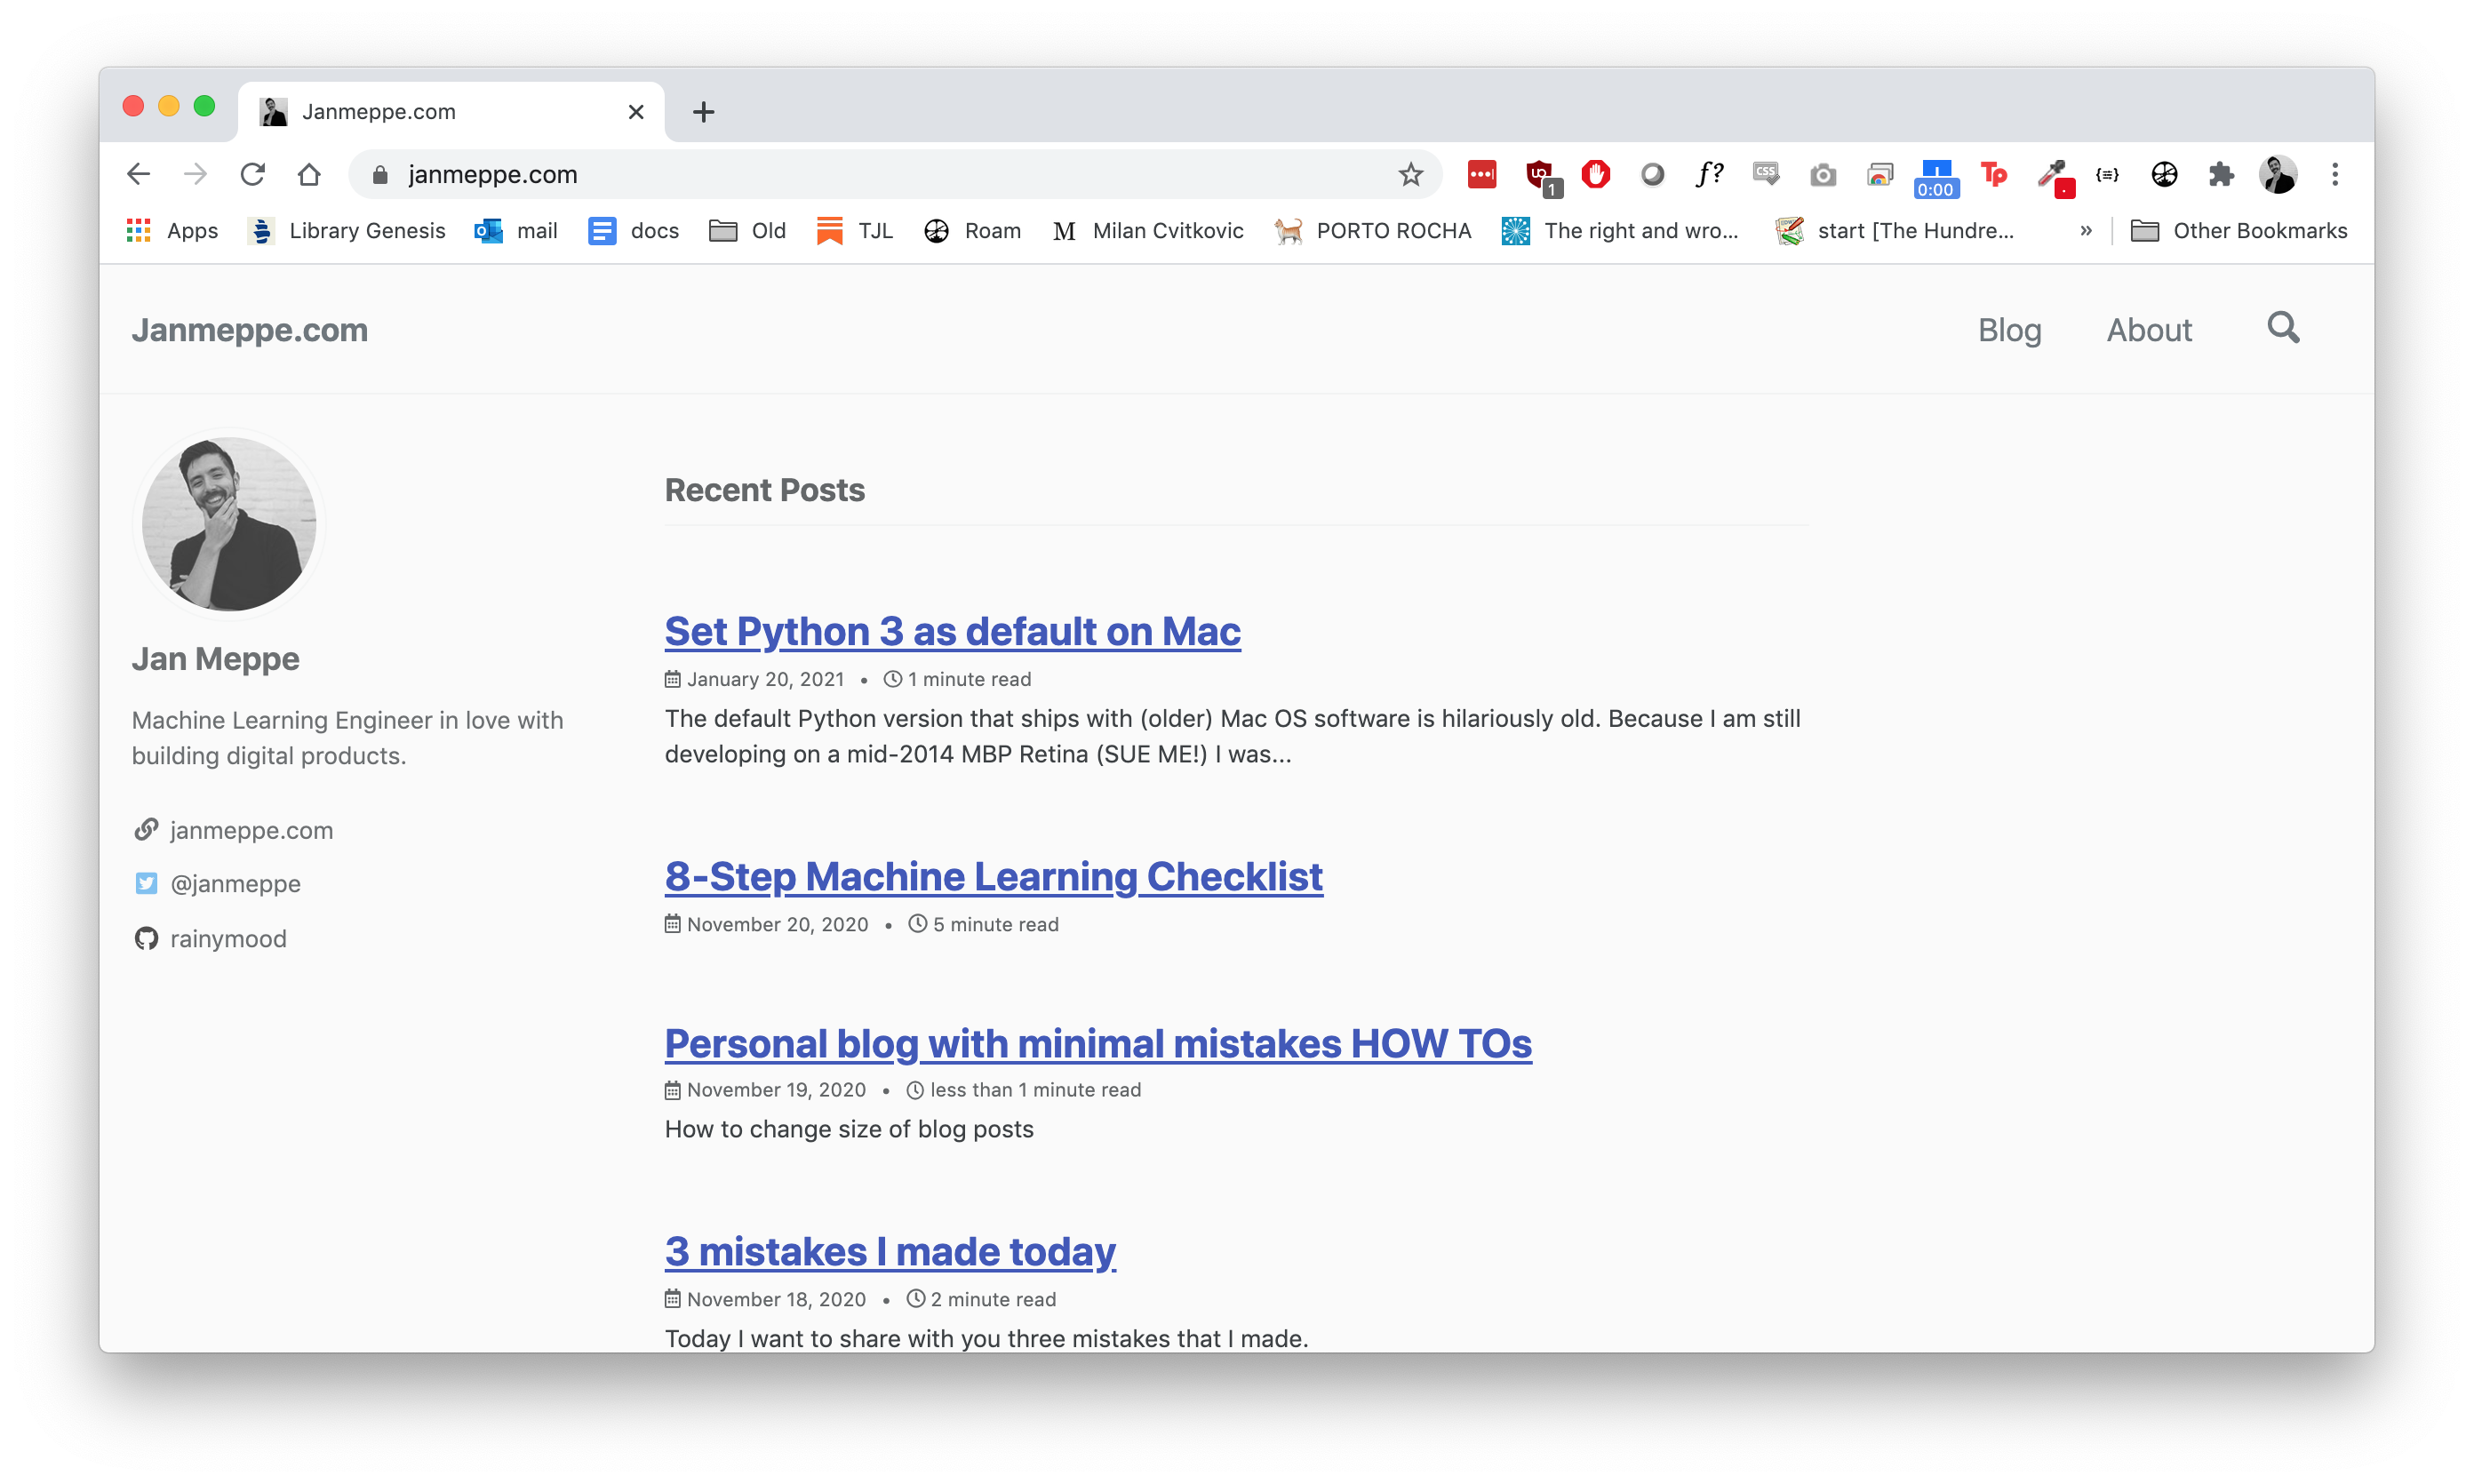 Janmeppe.com
janmeppe.com
1
f?
CSS
0:00
Tp
Apps
Library Genesis
mail
docs
Old
TJL
Roam
M Milan Cvitkovic
PORTO ROCHA
The right and wro...
start [The Hundre...
»
Other Bookmarks
Janmeppe.com
Blog
About
Jan Meppe
Machine Learning Engineer in love with
building digital products.
janmeppe.com
@janmeppe
rainymood
Recent Posts
Set Python 3 as default on Mac
January 20, 2021 • 1 minute read
The default Python version that ships with (older) Mac OS software is hilariously old. Because I am still
developing on a mid-2014 MBP Retina (SUE ME!) I was...
8-Step Machine Learning Checklist
November 20, 2020 • 5 minute read
Personal blog with minimal mistakes HOW TOs
November 19, 2020 • less than 1 minute read
How to change size of blog posts
3 mistakes I made today
November 18, 2020 • 2 minute read
Today I want to share with you three mistakes that I made.